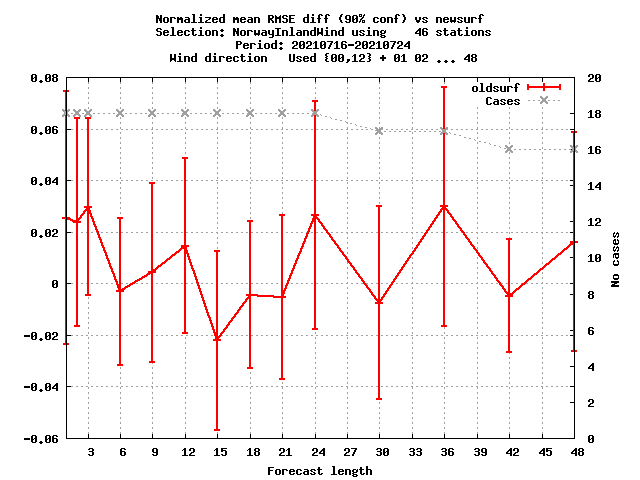 Normalized mean RMSE diff (90% conf) vs newsurf
Selection: NorwayInlandWind using    46 stations
Period: 20210716-20210724
Wind direction   Used {00,12} + 01 02 ... 48
oldsurf
Cases
0.08
0.06
0.04
0.02
0
-0.02
-0.04
-0.06
20
18
16
14
12
10
8
6
4
2
0
No cases
3 6 9 12 15 18 21 24 27 30 33 36 39 42 45 48
Forecast length